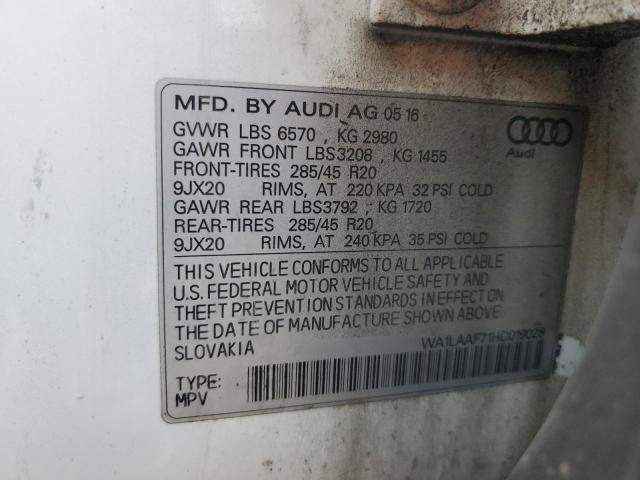 MFD. BY AUDI AG 05 16
GVWR LBS 6570 , KG 2980
GAWR FRONT LBS3208 , KG 1455
FRONT-TIRES 285/45 R20
9JX20 RIMS, AT 220 KPA 32 PSI COLD
GAWR REAR LBS3792 , KG 1720
REAR-TIRES 285/45 R20
9JX20 RIMS, AT 240 KPA 35 PSI COLD
Audi
THIS VEHICLE CONFORMS TO ALL APPLICABLE
U.S. FEDERAL MOTOR VEHICLE SAFETY AND
THEFT PREVENTION STANDARDS IN EFFECT ON
THE DATE OF MANUFACTURE SHOWN ABOVE.
SLOVAKIA
WA1LAAF71HD019029
TYPE:
MPV